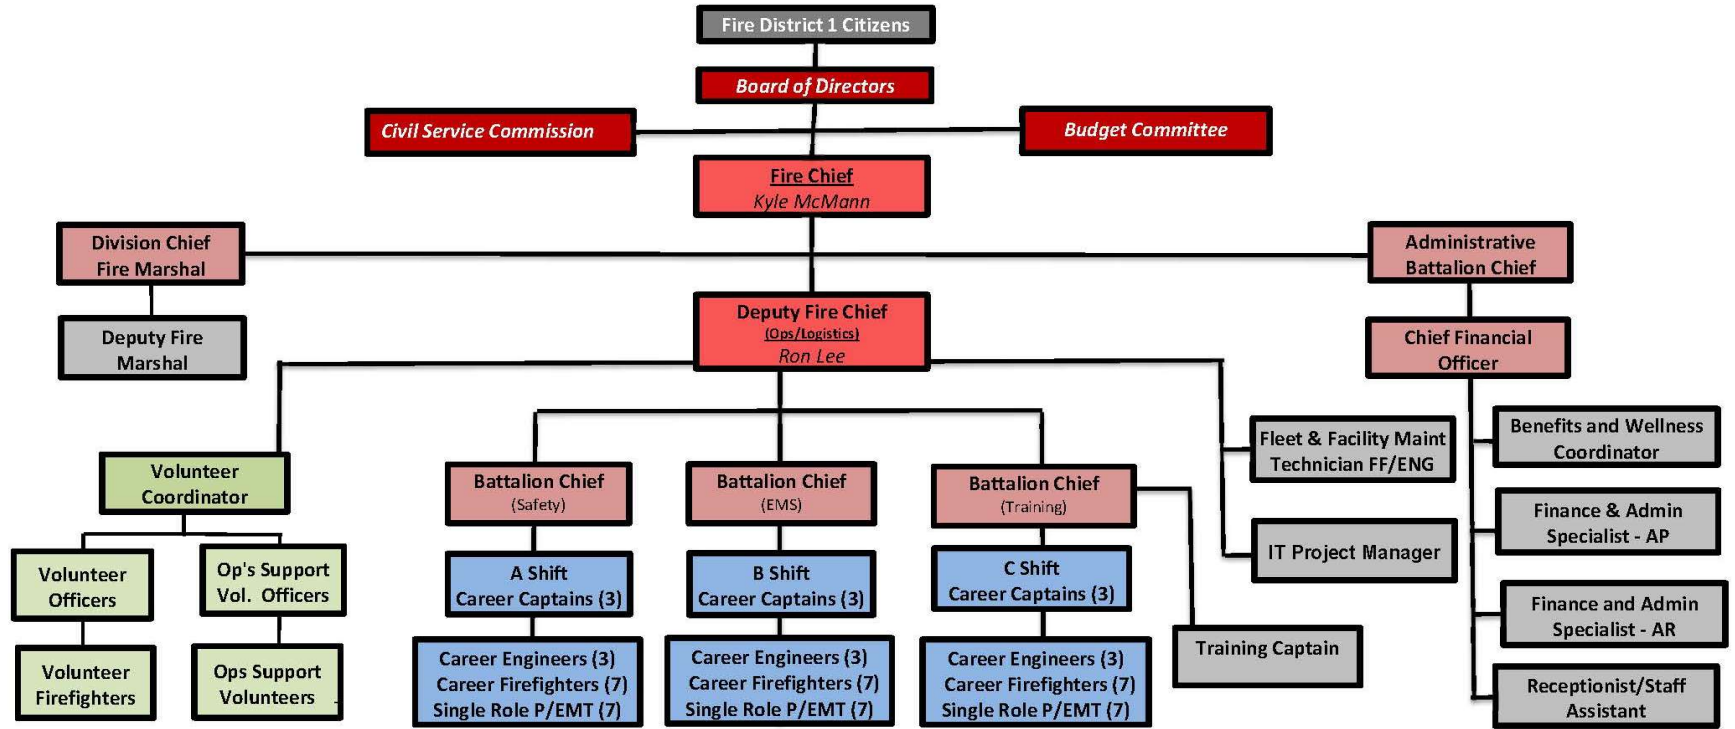 Fire District 1 Citizens
Board of Directors
Civil Service Commission
Budget Committee
Fire Chief
Kyle McMann
Division Chief
Fire Marshal
Administrative
Battalion Chief
Deputy Fire
Marshal
Deputy Fire Chief
(Ops/Logistics)
Ron Lee
Chief Financial
Officer
Volunteer
Coordinator
Battalion Chief
(Safety)
Battalion Chief
(EMS)
Battalion Chief
(Training)
Fleet & Facility Maint
Technician FF/ENG
Benefits and Wellness
Coordinator
Volunteer
Officers
Op's Support
Vol. Officers
A Shift
Career Captains (3)
B Shift
Career Captains (3)
C Shift
Career Captains (3)
IT Project Manager
Finance & Admin
Specialist - AP
Finance and Admin
Specialist - AR
Volunteer
Firefighters
Ops Support
Volunteers
Career Engineers (3)
Career Firefighters (7)
Single Role P/EMT (7)
Career Engineers (3)
Career Firefighters (7)
Single Role P/EMT (7)
Career Engineers (3)
Career Firefighters (7)
Single Role P/EMT (7)
Training Captain
Receptionist/Staff
Assistant